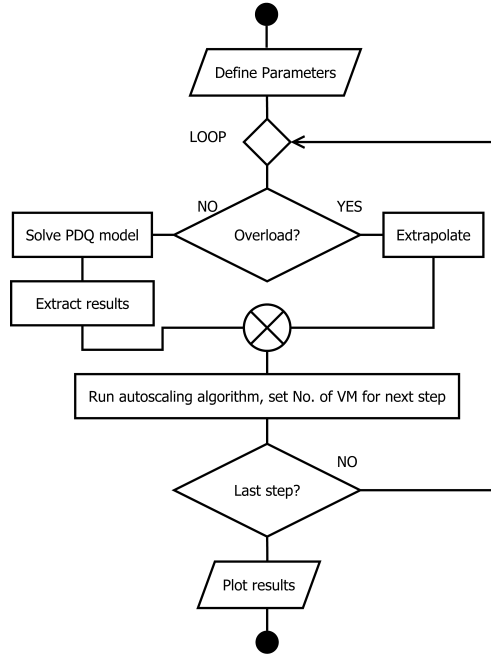 Define Parameters
LOOP
NO
YES
Solve PDQ model
Overload?
Extrapolate
Extract results
Run autoscaling algorithm, set No. of VM for next step
NO
Last step?
Plot results